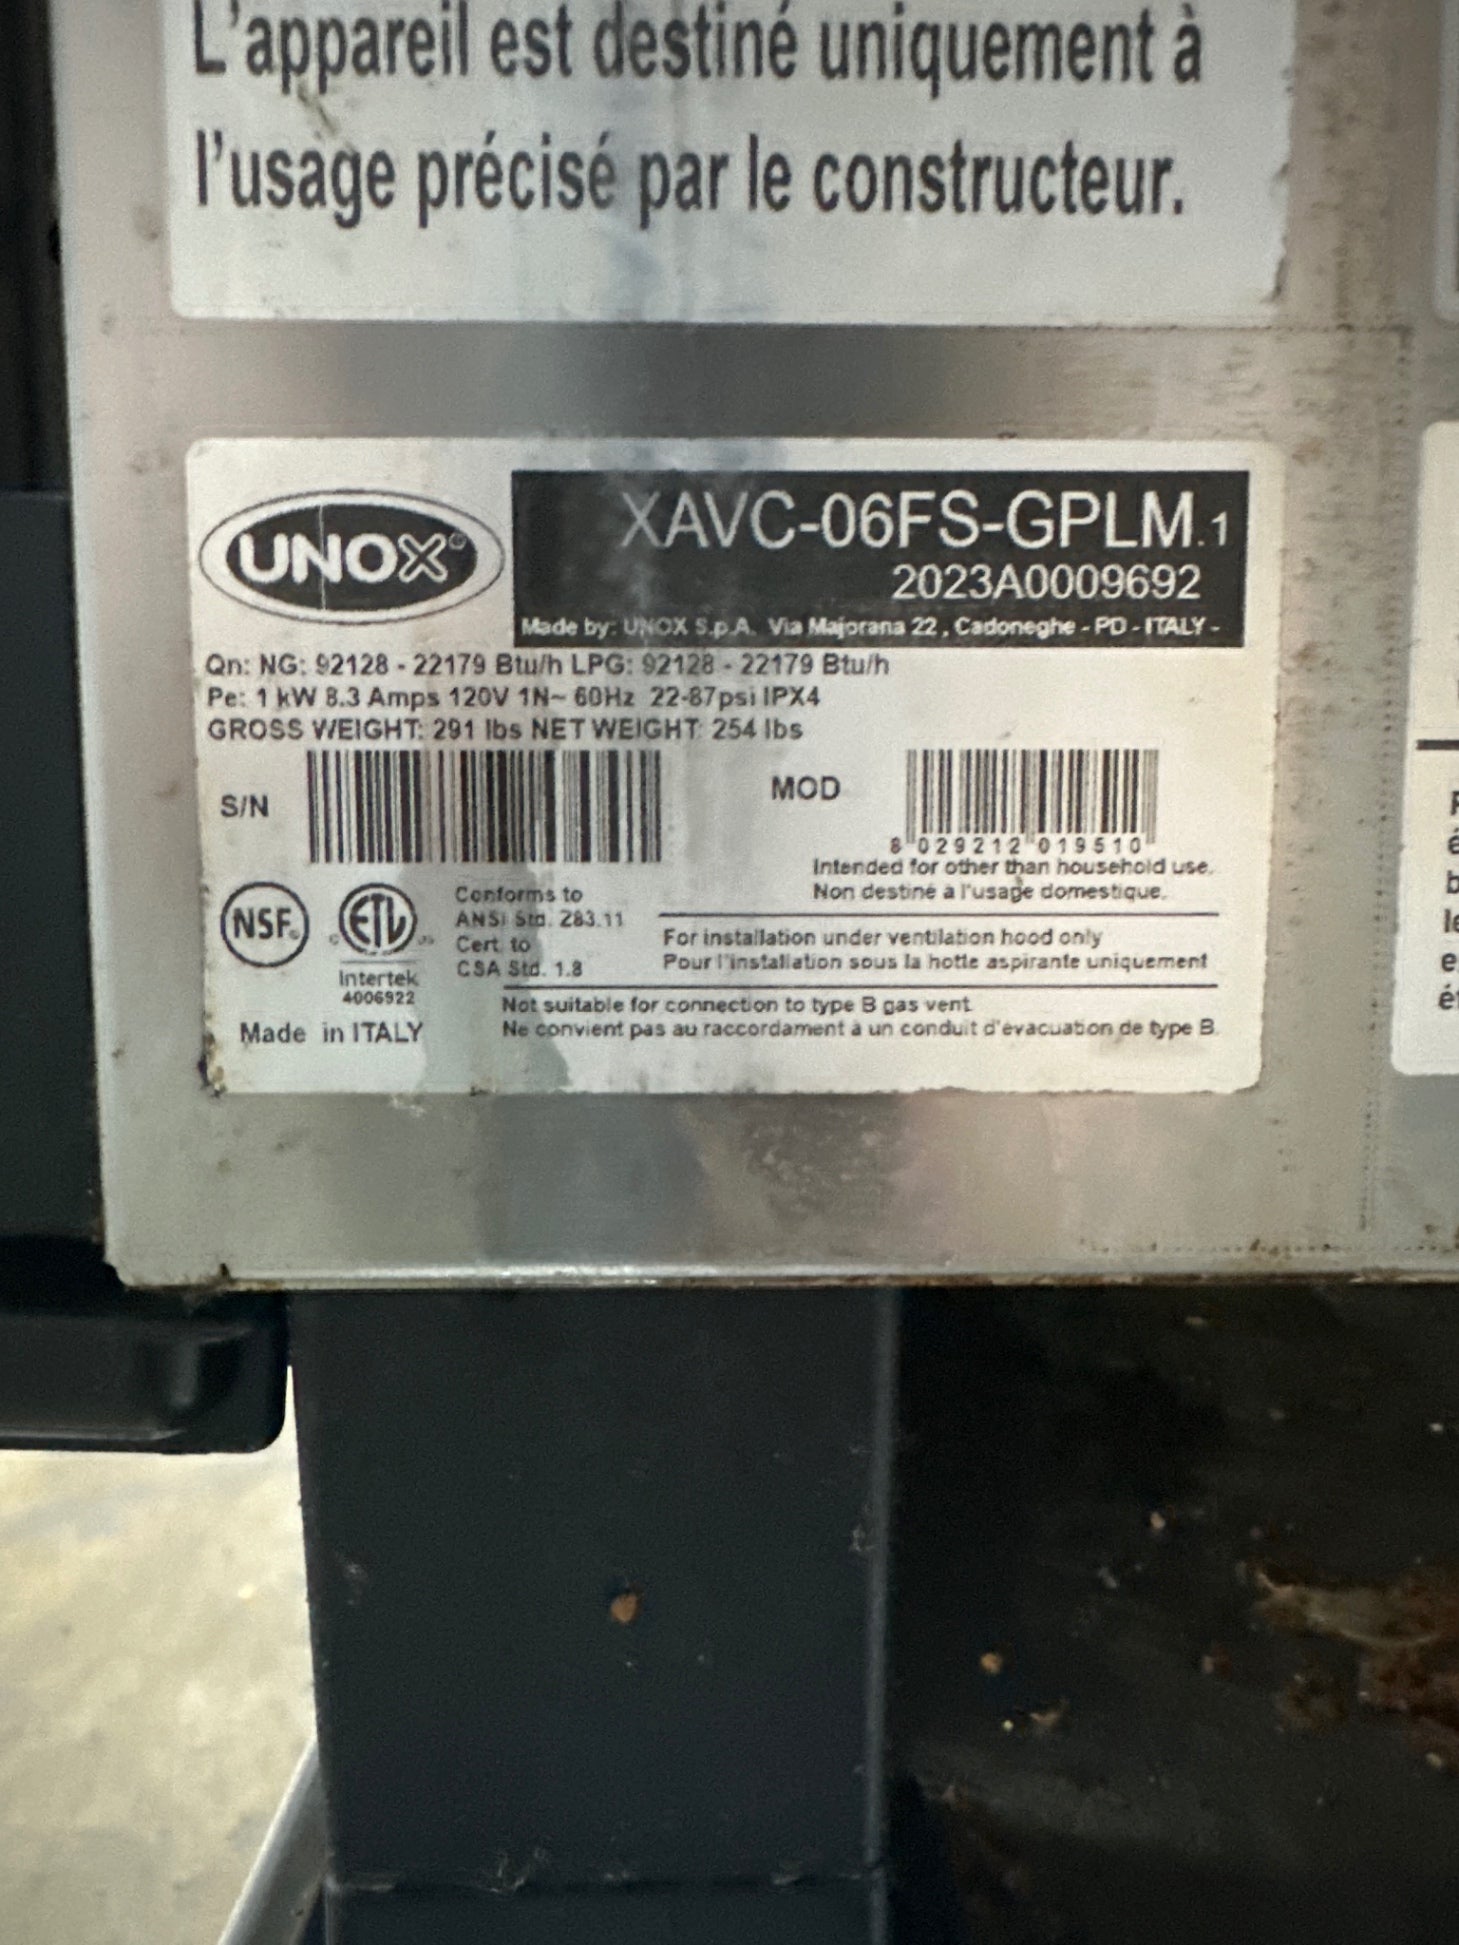 L'appareil est destiné uniquement à
l'usage précisé par le constructeur.
UNOX®
XAVC-06FS-GPLM.1
2023A0009692
Made by: UNOX S.p.A. Via Majorana 22 , Cadoneghe - PD - ITALY -
Qn: NG: 92128 - 22179 Btu/h LPG: 92128 - 22179 Btu/h
Pe: 1 kW 8.3 Amps 120V 1N~ 60Hz 22-87psi IPX4
GROSS WEIGHT: 291 lbs NET WEIGHT: 254 lbs
S/N
MOD
8 029212 019510
Intended for other than household use.
Non destiné a l'usage domestique.
NSF.
ETL
Intertek
4006922
Conforms to
ANSI Std. Z83.11
Cert. to
CSA Std. 1.8
For installation under ventilation hood only
Pour l'installation sous la hotte aspirante uniquement
Not suitable for connection to type B gas vent.
Ne convient pas au raccordament à un conduit d'évacuation de type B.
Made in ITALY